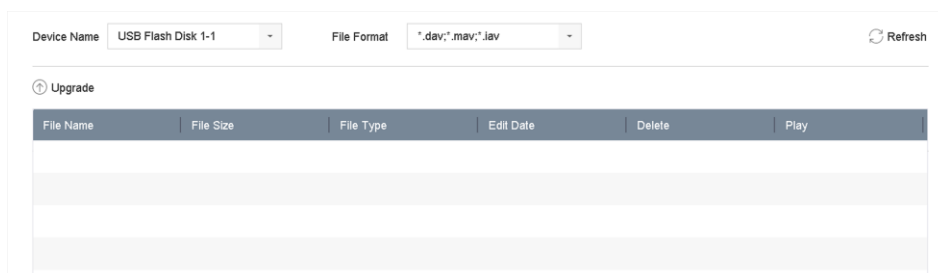 Device Name USB Flash Disk 1-1 File Format *.dav;*.mav;*.iav Refresh
Upgrade
File Name File Size File Type Edit Date Delete Play